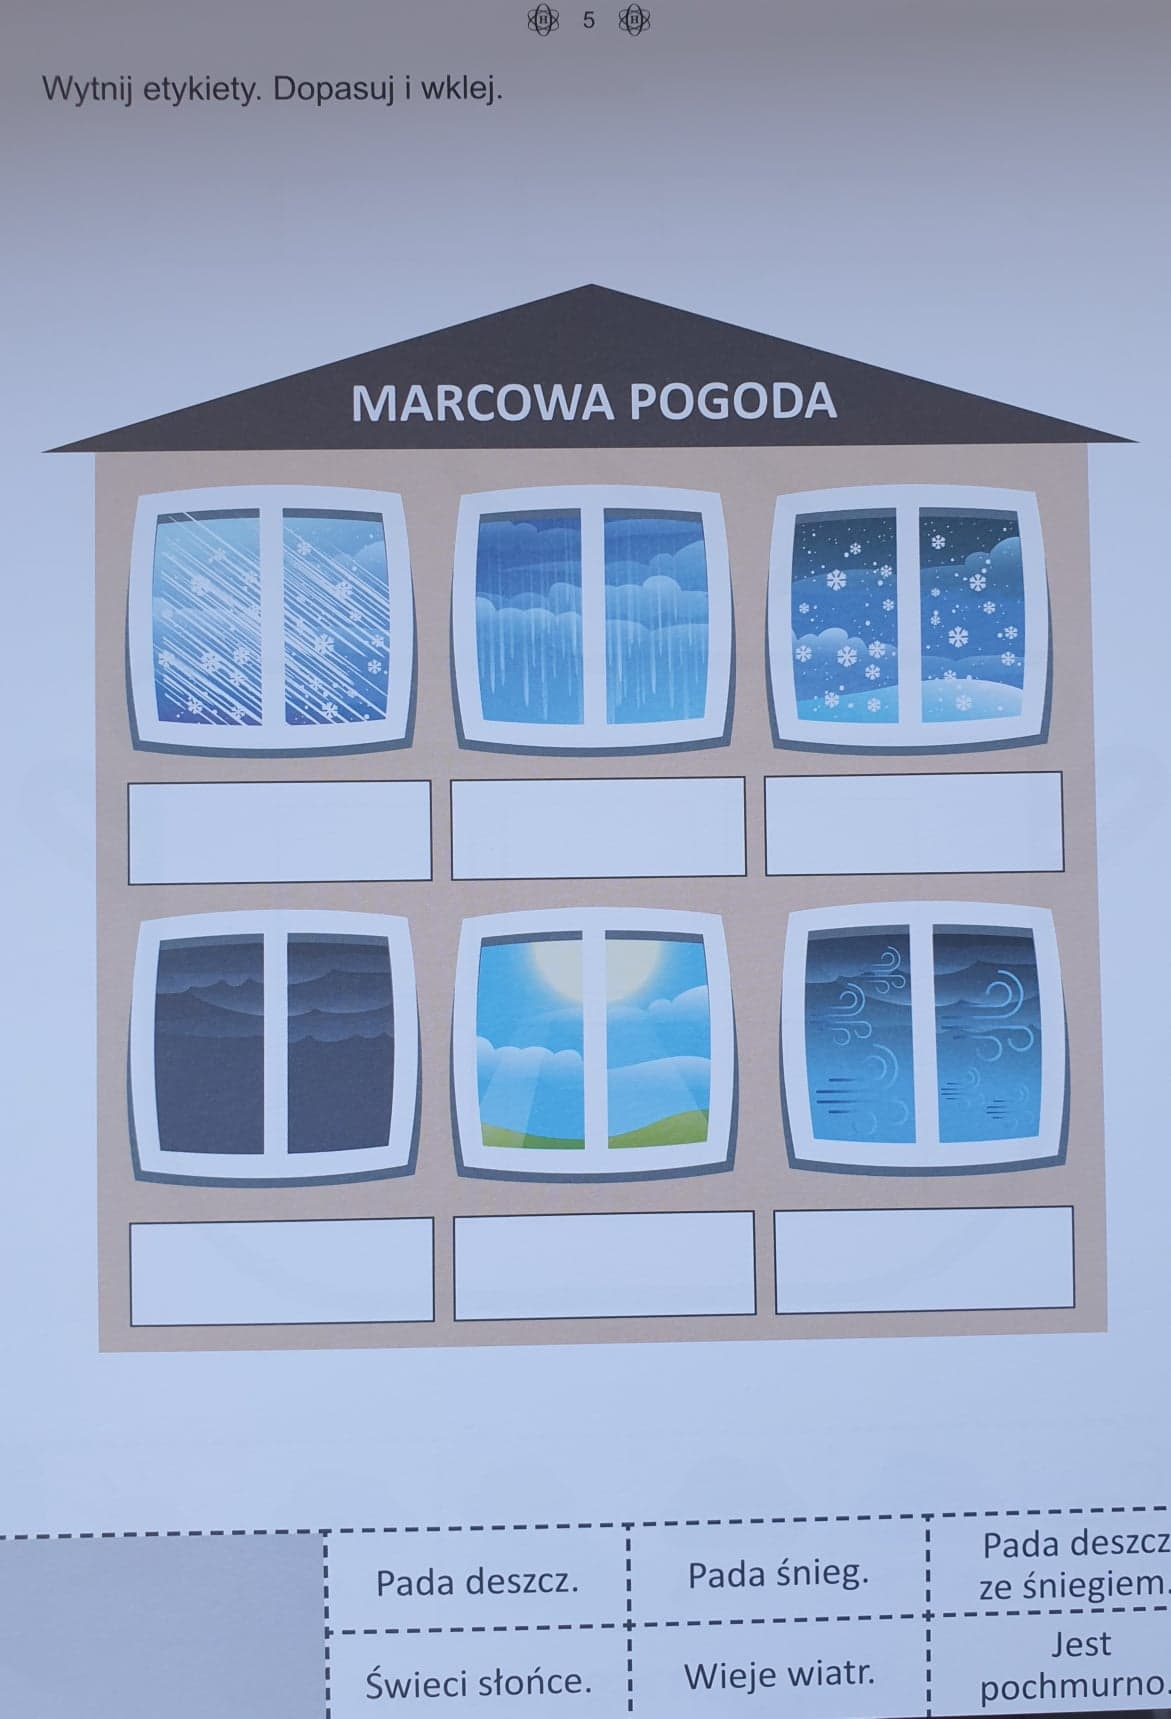 5
Wytnij etykiety. Dopasuj i wklej.
MARCOWA POGODA
Pada deszcz.
Pada śnieg.
Pada deszcz
ze śniegiem.
Świeci słońce.
Wieje wiatr.
Jest
pochmurno.